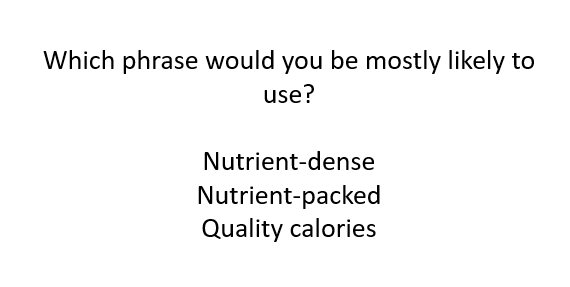 Which phrase would you be mostly likely to
use?
Nutrient-dense
Nutrient-packed
Quality calories